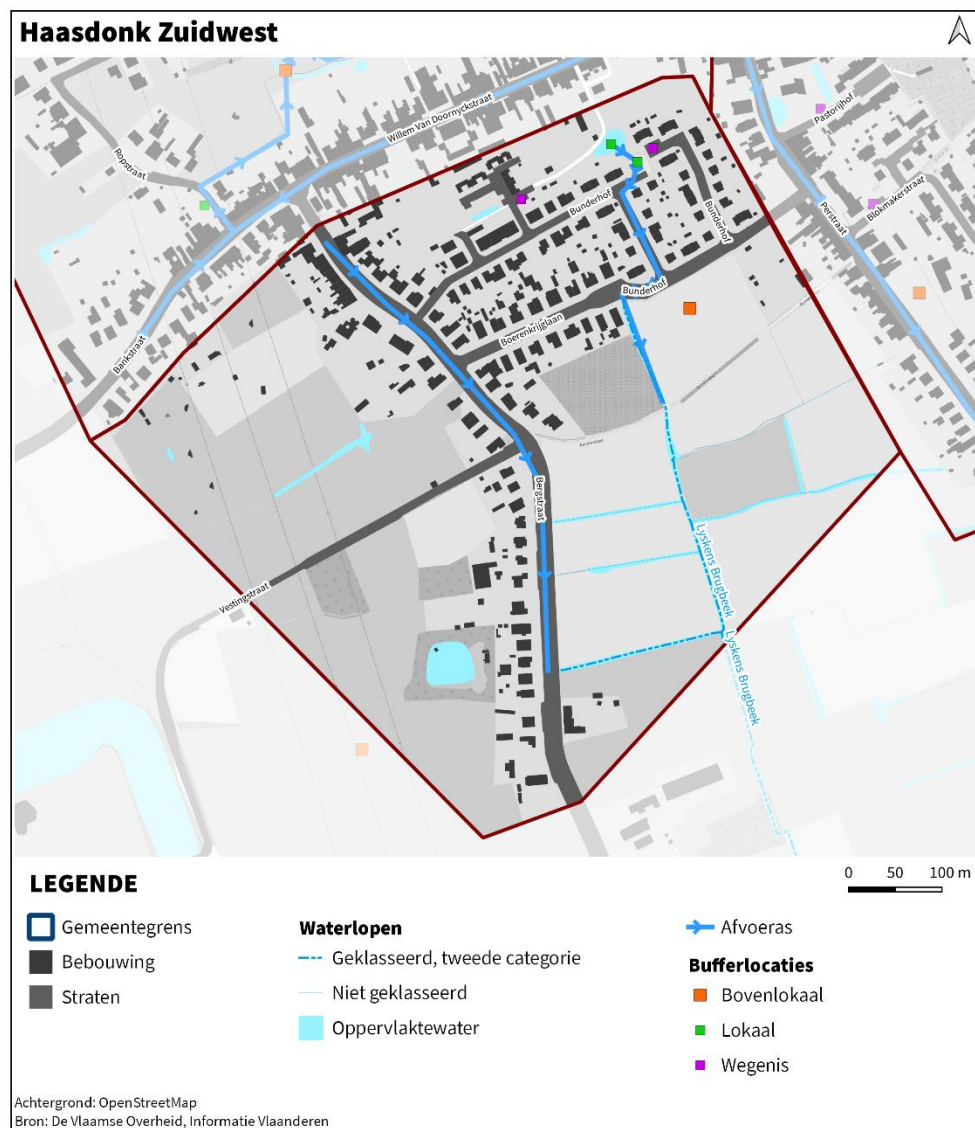 Haasdonk Zuidwest
Willem Van Doornyckstraat
Ropstraat
Pastorijhof
Blokmakerstraat
Perstraat
Bunderhof
Bunderhof
Bunderhof
Boerenkrijglaan
Bankstraat
Bergstraat
Vestingstraat
Lyskens Brugbeek
Lyskens Brugbeek
0 50 100 m
LEGENDE
Gemeentegrens
Bebouwing
Straten
Waterlopen
Geklasseerd, tweede categorie
Niet geklasseerd
Oppervlaktewater
Afvoeras
Bufferlocaties
Bovenlokaal
Lokaal
Wegenis
Achtergrond: OpenStreetMap
Bron: De Vlaamse Overheid, Informatie Vlaanderen